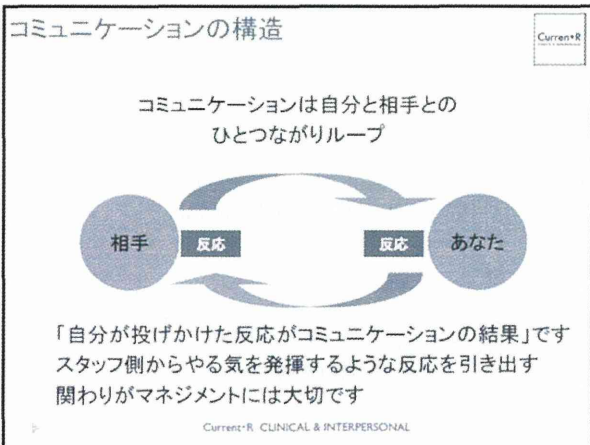 コミュニケーションの構造
Current•R
コミュニケーションは自分と相手との
ひとつながりループ
相手
反応
反応
あなた
「自分が投げかけた反応がコミュニケーションの結果」です
スタッフ側からやる気を発揮するような反応を引き出す
関わりがマネジメントには大切です
Current•R CLINICAL & INTERPERSONAL